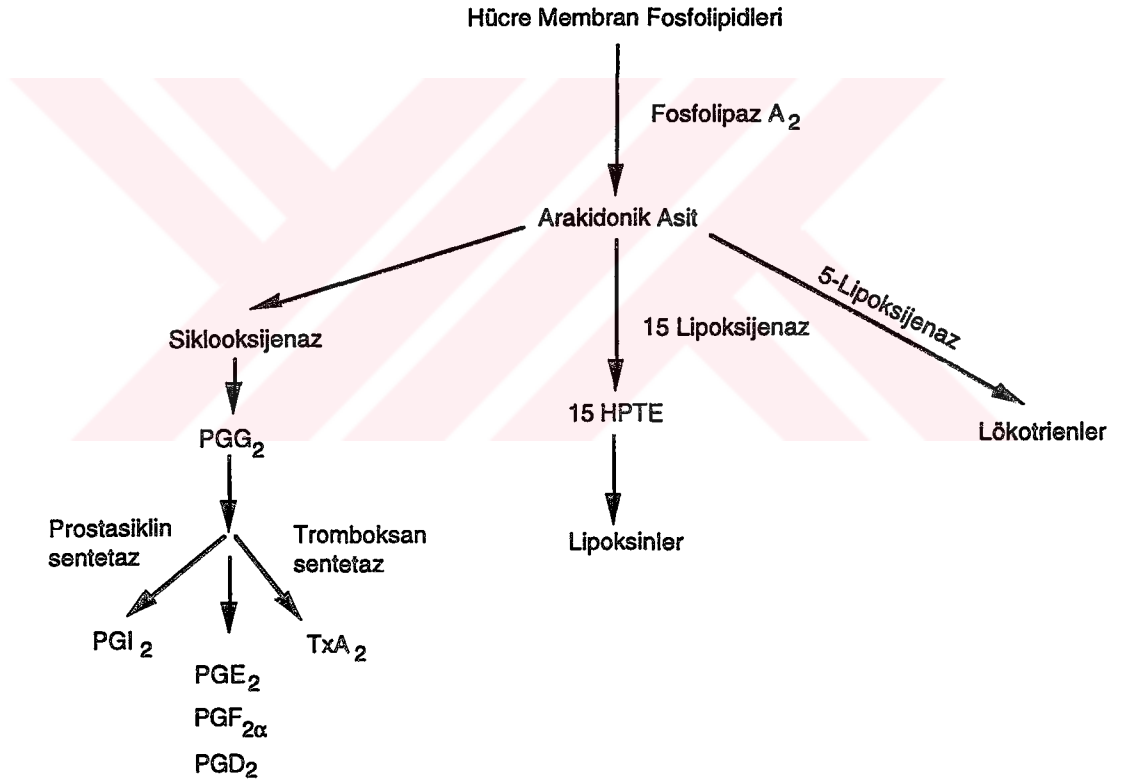 Hücre Membran Fosfolipidleri
Fosfolipaz A2
Arakidonik Asit
5-Lipoksijenaz
15 Lipoksijenaz
Siklooksijenaz
15 HPTE
Lökotrienler
PGG2
Prostasiklin
sentetaz
Tromboksan
sentetaz
Lipoksinler
PGI2
TxA2
PGE2
PGF2α
PGD2